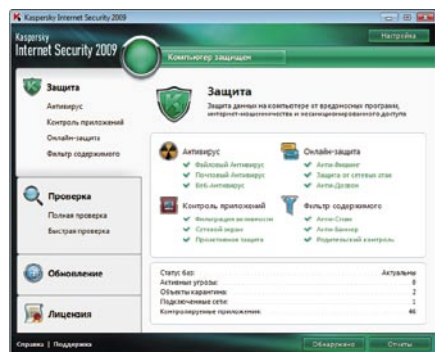 Kaspersky Internet Security 2009
Kaspersky
Internet Security 2009
Настройка
Компьютер защищен
Защита
Антивирус
Контроль приложений
Онлайн-защита
Фильтр содержимого
Проверка
Полная проверка
Быстрая проверка
Обновление
Лицензия
Защита
Защита данных на компьютере от вредоносных программ,
интернет-мошенничества и несанкционированного доступа
Антивирус
Файловый Антивирус
Почтовый Антивирус
Веб-Антивирус
Онлайн-защита
Анти-Фишинг
Защита от сетевых атак
Анти-Дозвон
Контроль приложений
Фильтрация активности
Сетевой экран
Проактивная защита
Фильтр содержимого
Анти-Спам
Анти-Баннер
Родительский контроль
Статус баз: Актуальны
Активные угрозы: 0
Объекты карантина: 2
Подключенные сети: 1
Контролируемые приложения: 46
Справка | Поддержка
Обнаружено
Отчеты